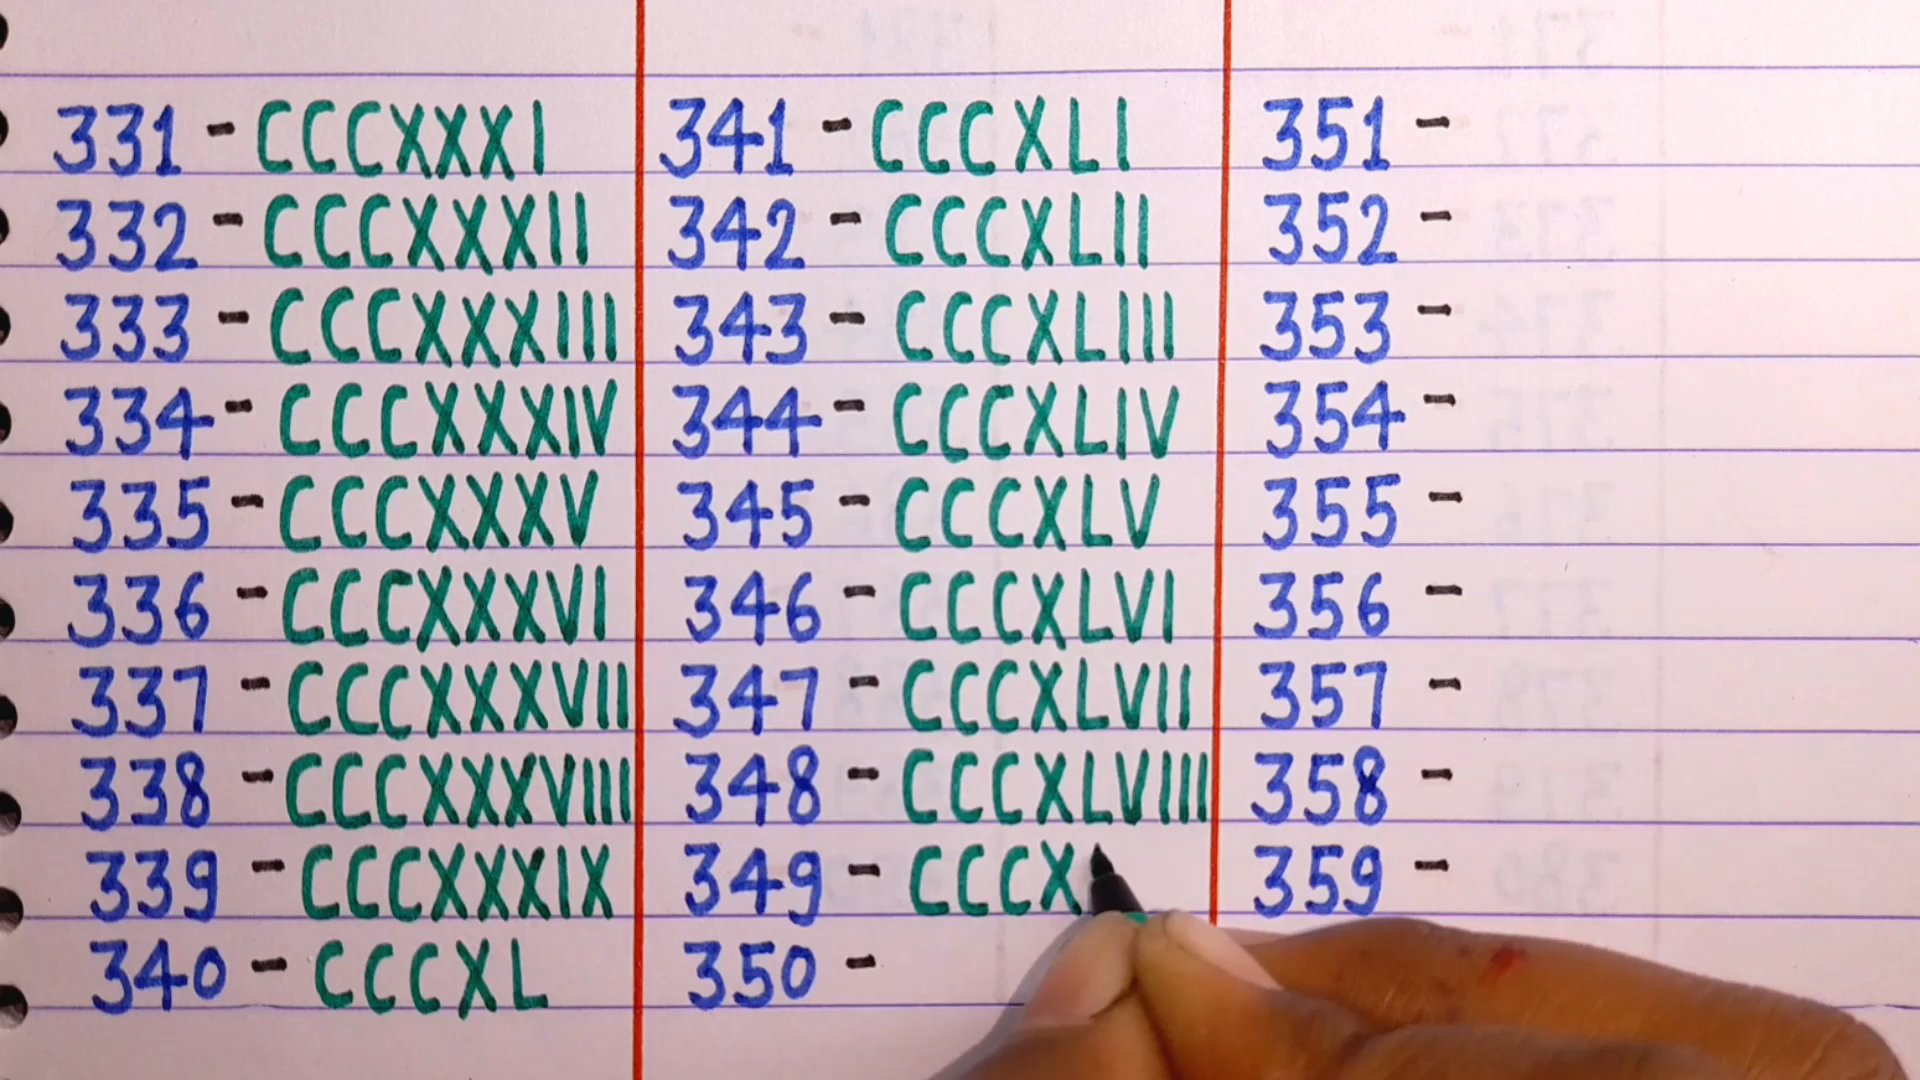 331 - CCCXXXI
332 - CCCXXXII
333 - CCCXXXIII
334 - CCCXXXIV
335 - CCCXXXV
336 - CCCXXXVI
337 - CCCXXXVII
338 - CCCXXXVIII
339 - CCCXXXIX
340 - CCCXL
341 - CCCXLI
342 - CCCXLII
343 - CCCXLIII
344 - CCCXLIV
345 - CCCXLV
346 - CCCXLVI
347 - CCCXLVII
348 - CCCXLVIII
349 - CCCX
350 -
351 -
352 -
353 -
354 -
355 -
356 -
357 -
358 -
359 -